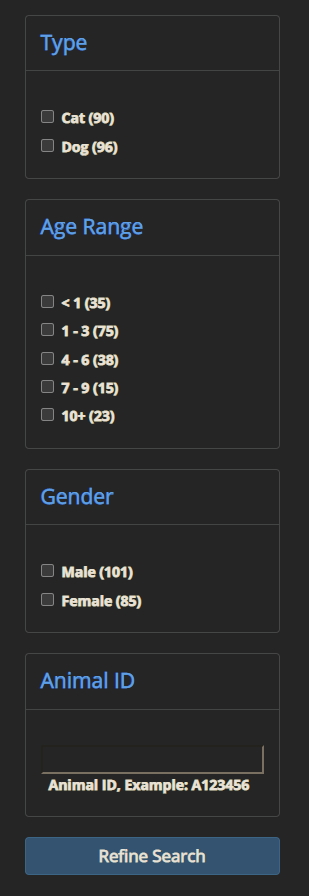 Type
Cat (90)
Dog (96)
Age Range
< 1 (35)
1 - 3 (75)
4 - 6 (38)
7 - 9 (15)
10+ (23)
Gender
Male (101)
Female (85)
Animal ID
Animal ID, Example: A123456
Refine Search